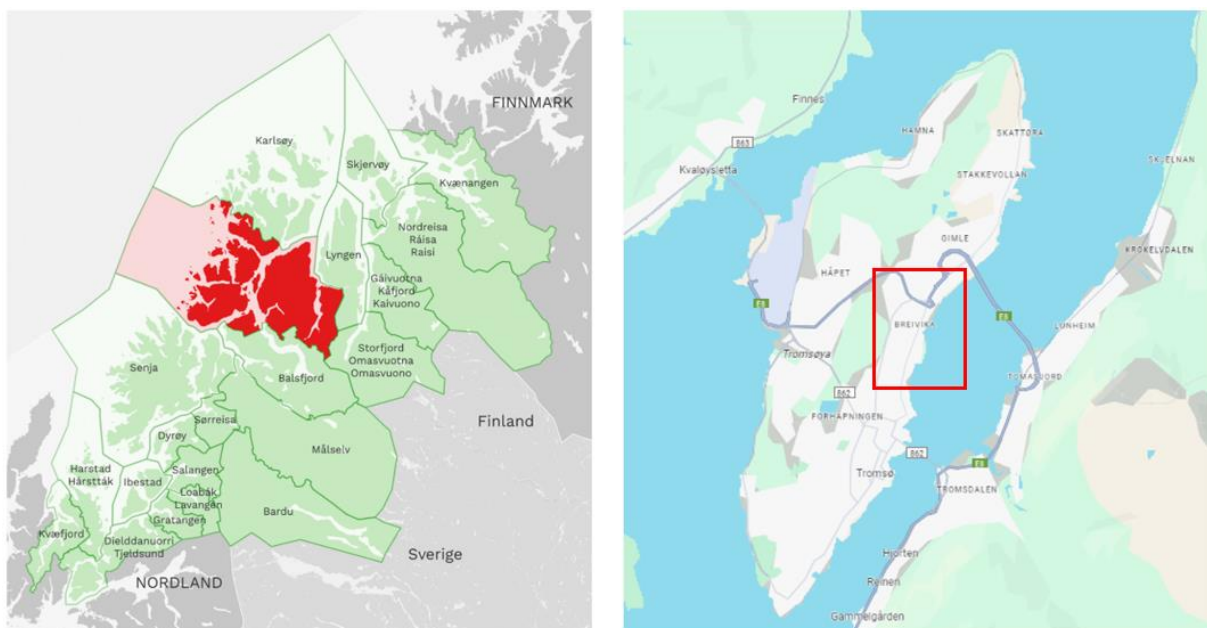 FINNMARK
Karlsøy
Skjervøy
Kvænangen
Nordreisa
Ráisa
Raisi
Lyngen
Gáivuotna
Kåfjord
Kaivuono
Storfjord
Omasvuotna
Omasvuono
Balsfjord
Senja
Finland
Sørreisa
Dyrøy
Målselv
Harstad
Hárstták
Salangen
Ibestad
Loabák
Lavangen
Gratangen
Bardu
Kvæfjord
Dielddanuorri
Tjeldsund
Sverige
NORDLAND
Finnes
863
HAMNA
SKATTØRA
Kvaløysletta
SKJELNAN
STAKKEVOLLAN
GIMLE
KROKELVDALEN
HÅPET
E8
E8
BREIVIKA
LUNHEIM
Tromsøya
TOMASJORD
862
FORHÅPNINGEN
862
E8
Tromsø
TROMSDALEN
Hjorten
Reinen
Gammelgården